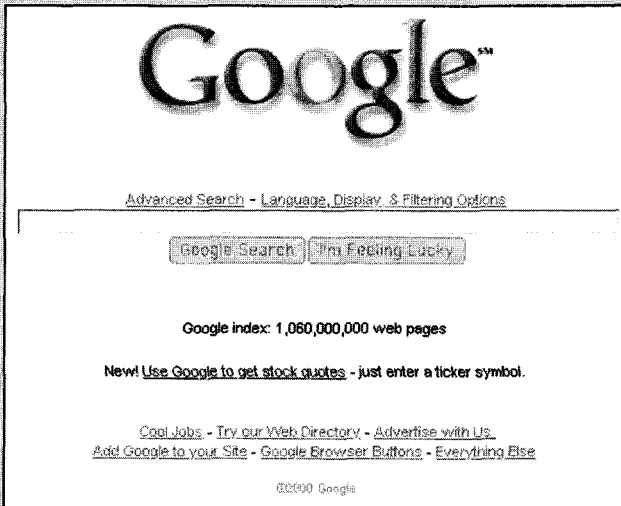 Google℠
Advanced Search - Language, Display, & Filtering Options
Google Search I'm Feeling Lucky
Google index: 1,060,000,000 web pages
New! Use Google to get stock quotes - just enter a ticker symbol.
Cool Jobs - Try our Web Directory - Advertise with Us
Add Google to your Site - Google Browser Buttons - Everything Else
©2000 Google